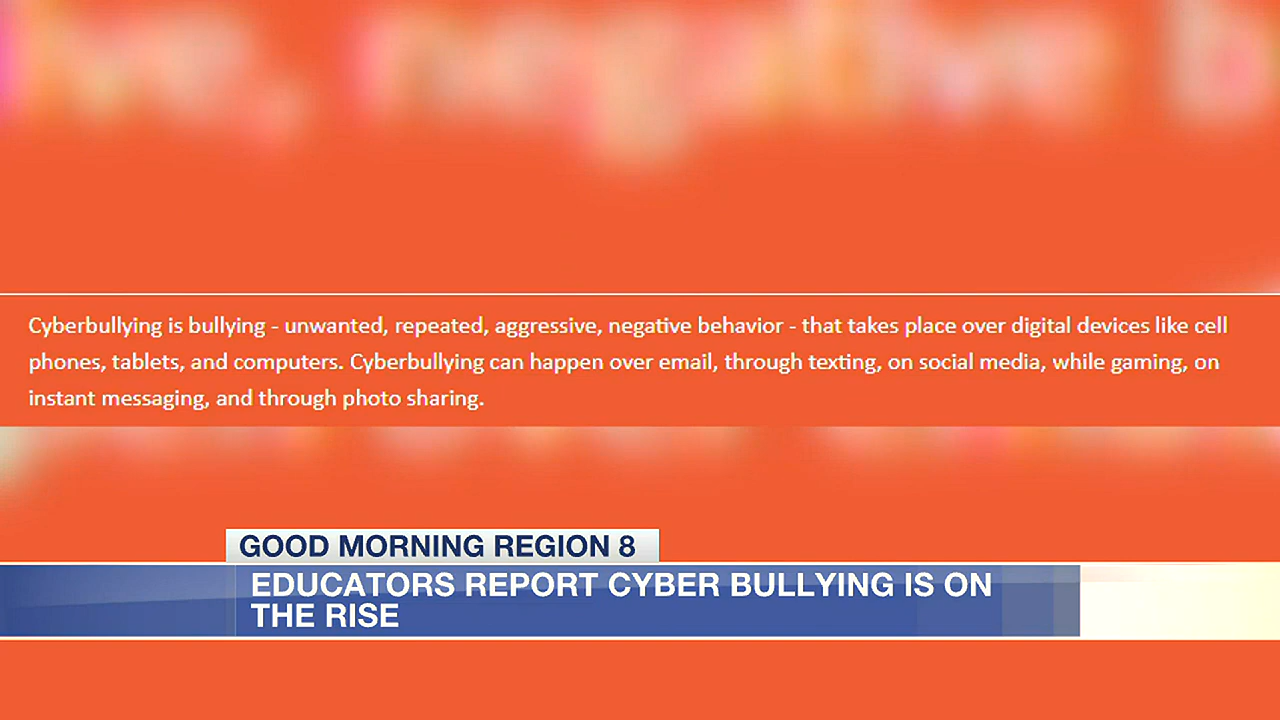 Cyberbullying is bullying - unwanted, repeated, aggressive, negative behavior - that takes place over digital devices like cell
phones, tablets, and computers. Cyberbullying can happen over email, through texting, on social media, while gaming, on
instant messaging, and through photo sharing.
GOOD MORNING REGION 8
EDUCATORS REPORT CYBER BULLYING IS ON
THE RISE